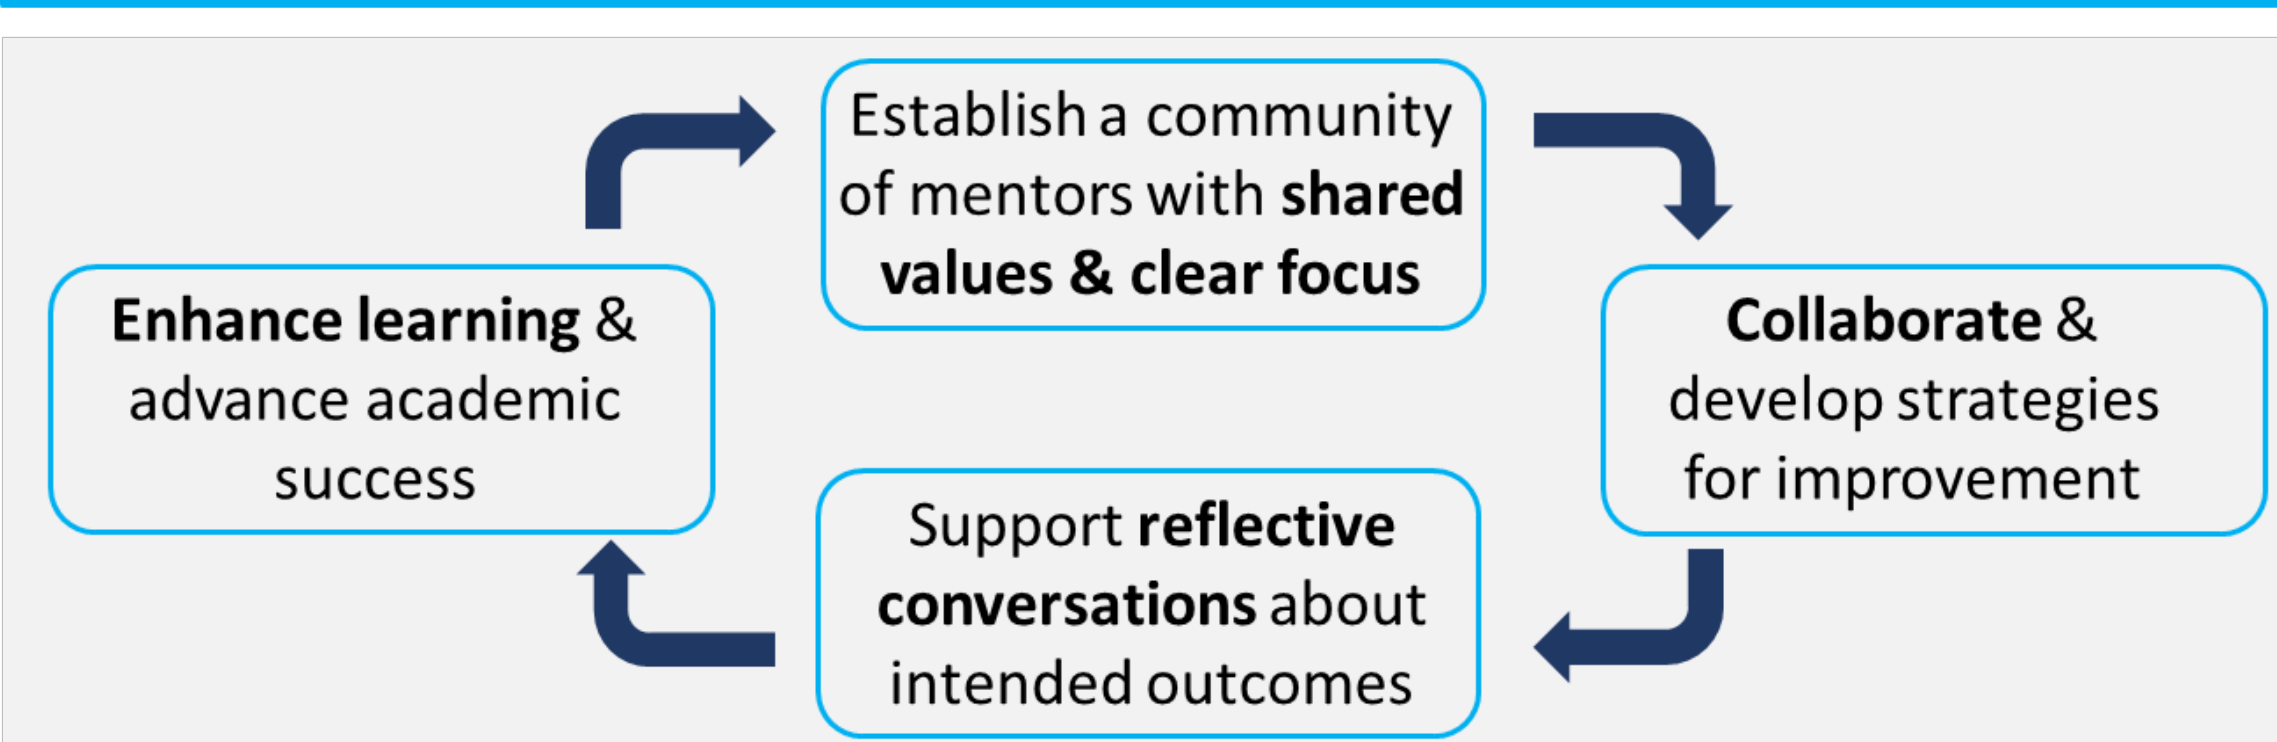 Establish a community
of mentors with shared
values & clear focus
Collaborate &
develop strategies
for improvement
Support reflective
conversations about
intended outcomes
Enhance learning &
advance academic
success